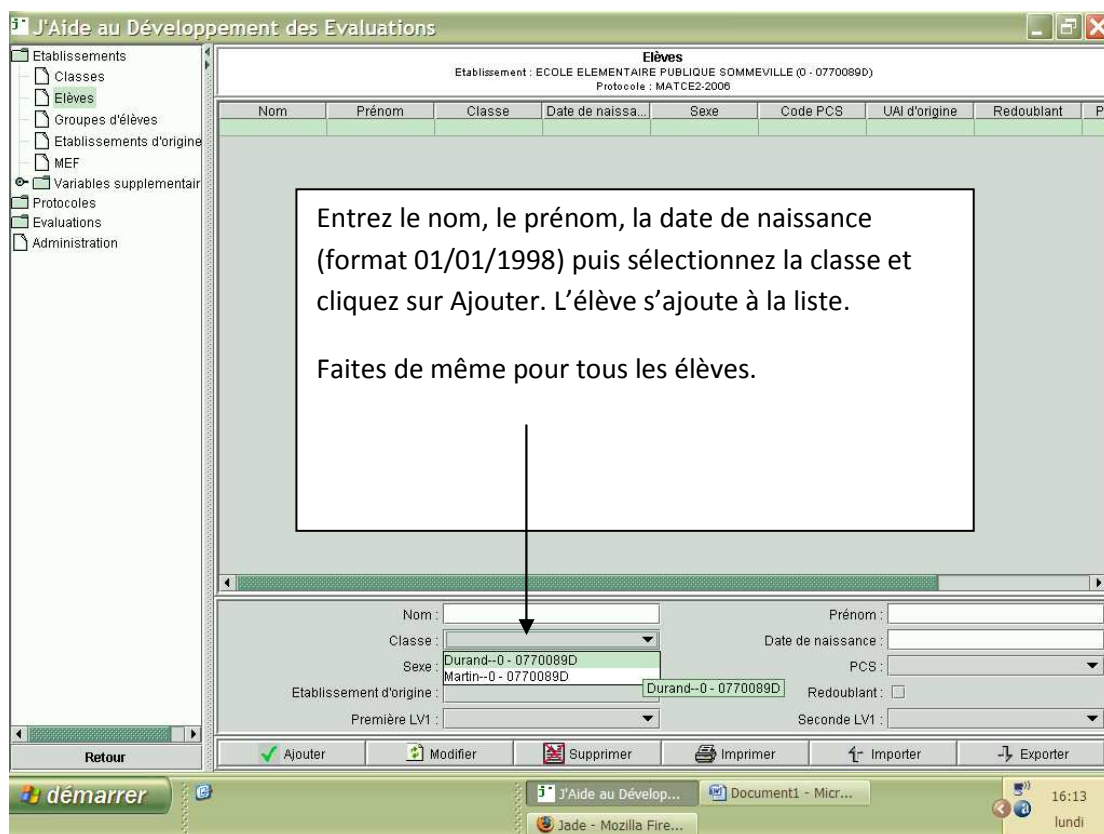 J'Aide au Développement des Evaluations
Etablissements
Classes
Elèves
Groupes d'élèves
Etablissements d'origine
MEF
Variables supplementair
Protocoles
Evaluations
Administration
Retour
Elèves
Etablissement : ECOLE ELEMENTAIRE PUBLIQUE SOMMEVILLE (0 - 0770089D)
Protocole : MATCE2-2006
Nom Prénom Classe Date de naissa... Sexe Code PCS UAI d'origine Redoublant P
Entrez le nom, le prénom, la date de naissance
(format 01/01/1998) puis sélectionnez la classe et
cliquez sur Ajouter. L'élève s'ajoute à la liste.
Faites de même pour tous les élèves.
Nom : Prénom :
Classe : Date de naissance :
Sexe : Durand--0 - 0770089D PCS :
Martin--0 - 0770089D
Etablissement d'origine : Durand--0 - 0770089D Redoublant :
Première LV1 : Seconde LV1 :
Ajouter Modifier Supprimer Imprimer Importer Exporter
démarrer J'Aide au Dévelop... Document1 - Micr... 16:13
Jade - Mozilla Fire... lundi